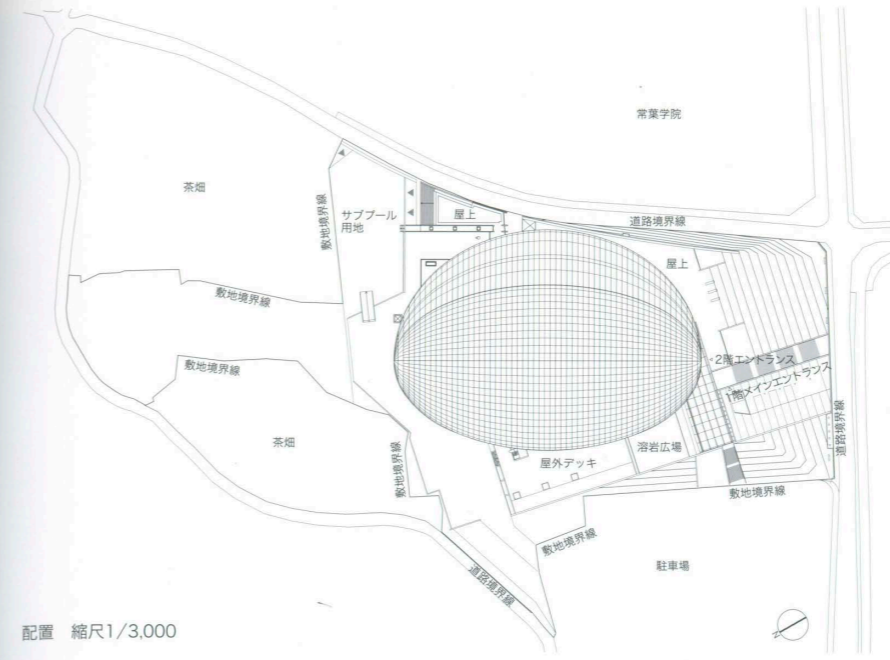 常葉学院
茶畑
敷地境界線
サブプール
用地
屋上
道路境界線
屋上
敷地境界線
敷地境界線
2階エントランス
1階メインエントランス
茶畑
敷地境界線
屋外デッキ
溶岩広場
道路境界線
敷地境界線
敷地境界線
駐車場
道路境界線
配置 縮尺1/3,000
N